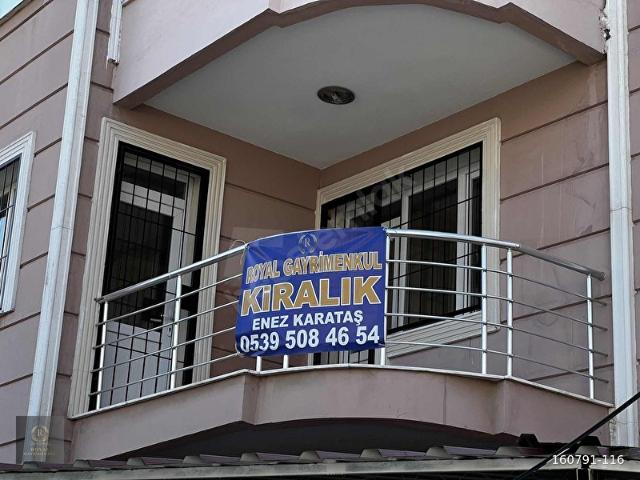 ROYAL GAYRİMENKUL
KİRALIK
ENEZ KARATAŞ
0539 508 46 54
160791-116